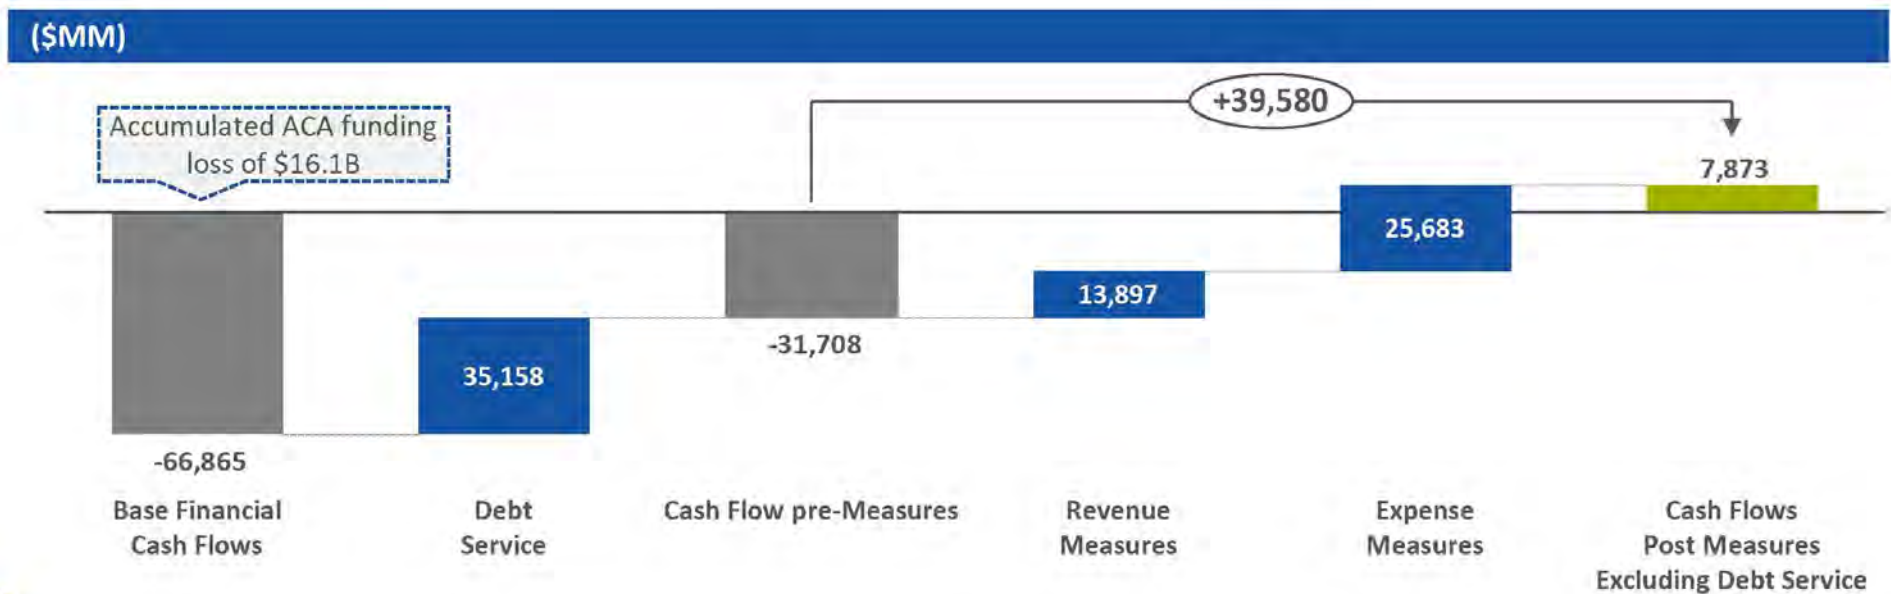 ($MM)
Accumulated ACA funding
loss of $16.1B
+39,580
7,873
25,683
13,897
-31,708
35,158
-66,865
Base Financial
Cash Flows
Debt
Service
Cash Flow pre-Measures
Revenue
Measures
Expense
Measures
Cash Flows
Post Measures
Excluding Debt Service